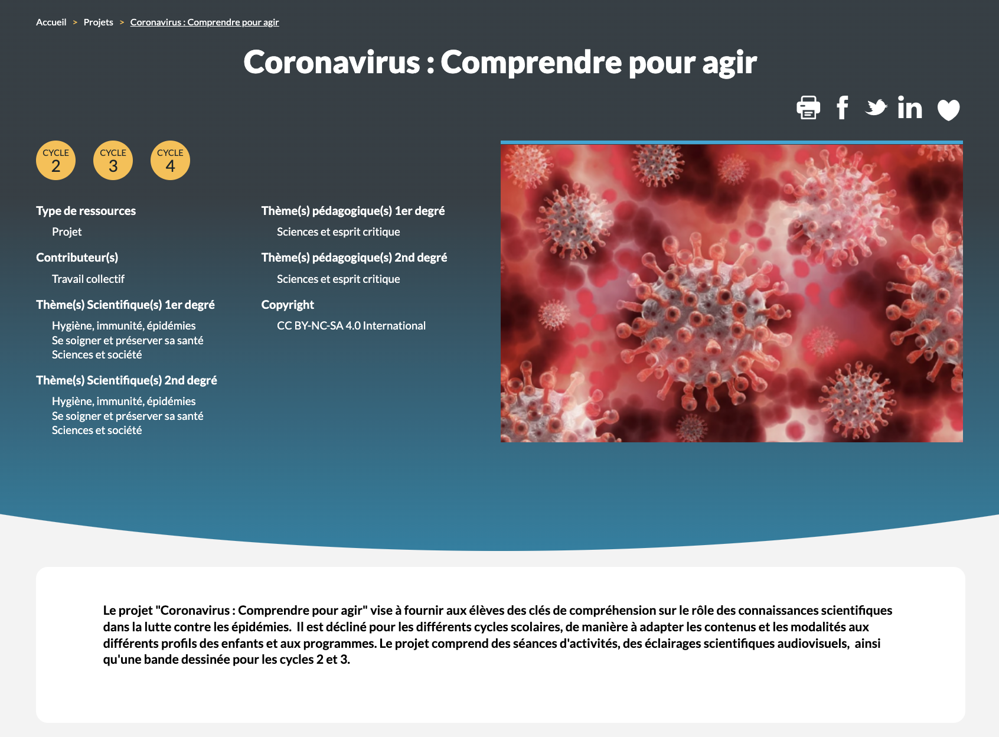 Accueil > Projets > Coronavirus : Comprendre pour agir
Coronavirus : Comprendre pour agir
CYCLE 2
CYCLE 3
CYCLE 4
Type de ressources
Projet
Contributeur(s)
Travail collectif
Thème(s) Scientifique(s) 1er degré
Hygiène, immunité, épidémies
Se soigner et préserver sa santé
Sciences et société
Thème(s) Scientifique(s) 2nd degré
Hygiène, immunité, épidémies
Se soigner et préserver sa santé
Sciences et société
Thème(s) pédagogique(s) 1er degré
Sciences et esprit critique
Thème(s) pédagogique(s) 2nd degré
Sciences et esprit critique
Copyright
CC BY-NC-SA 4.0 International
Le projet "Coronavirus : Comprendre pour agir" vise à fournir aux élèves des clés de compréhension sur le rôle des connaissances scientifiques
dans la lutte contre les épidémies.  Il est décliné pour les différents cycles scolaires, de manière à adapter les contenus et les modalités aux
différents profils des enfants et aux programmes. Le projet comprend des séances d'activités, des éclairages scientifiques audiovisuels,  ainsi
qu'une bande dessinée pour les cycles 2 et 3.